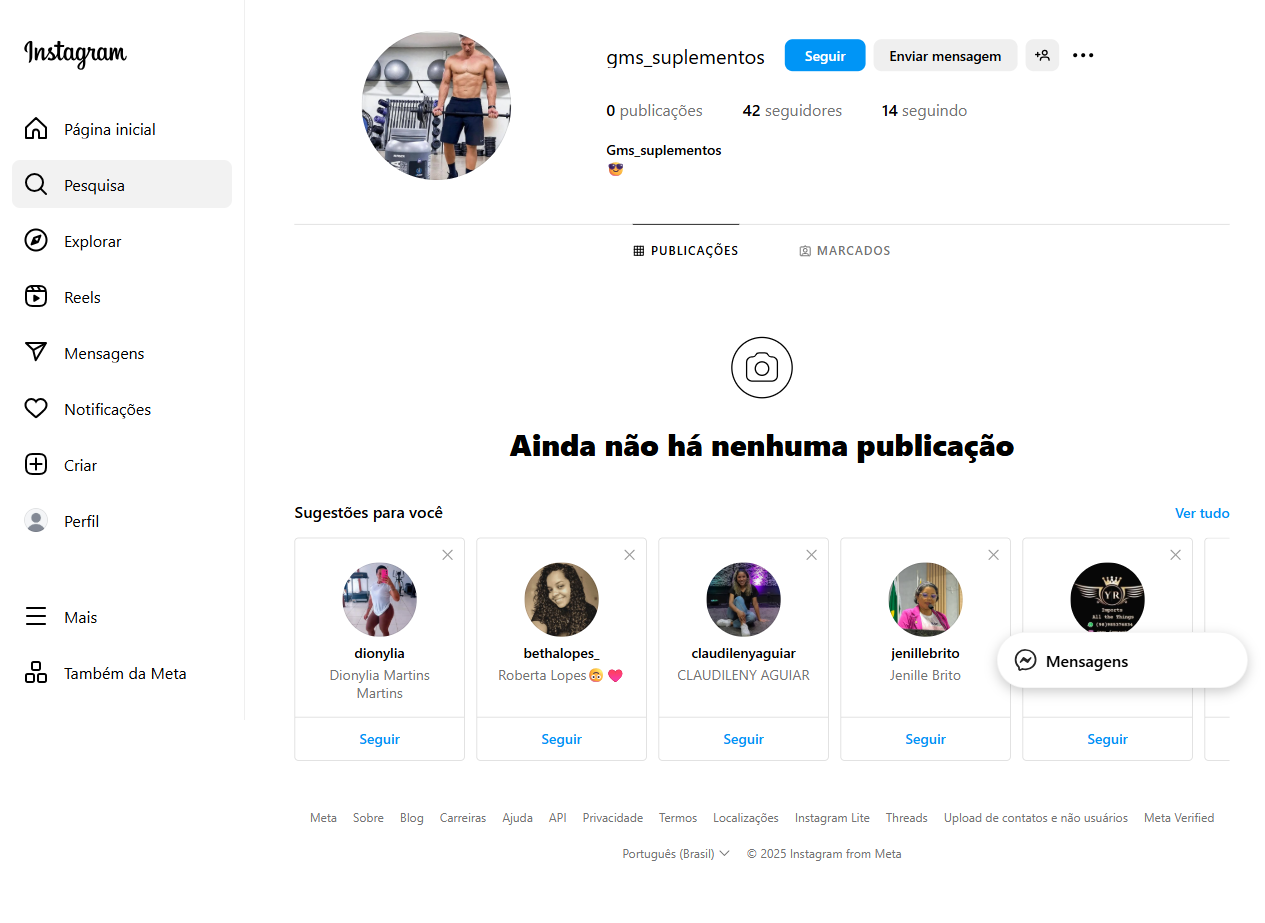 Instagram
Página inicial
Pesquisa
Explorar
Reels
Mensagens
Notificações
Criar
Perfil
Mais
Também da Meta
gms_suplementos Seguir Enviar mensagem
0 publicações 42 seguidores 14 seguindo
Gms_suplementos
😎
PUBLICAÇÕES MARCADOS
Ainda não há nenhuma publicação
Sugestões para você Ver tudo
dionylia
Dionylia Martins
Martins
Seguir
bethalopes_
Roberta Lopes🙆 ❤
Seguir
claudilenyaguiar
CLAUDILENY AGUIAR
Seguir
jenillebrito
Jenille Brito
Seguir
YR
Imports
All the Things
Seguir
Mensagens
Meta Sobre Blog Carreiras Ajuda API Privacidade Termos Localizações Instagram Lite Threads Upload de contatos e não usuários Meta Verified
Português (Brasil) © 2025 Instagram from Meta